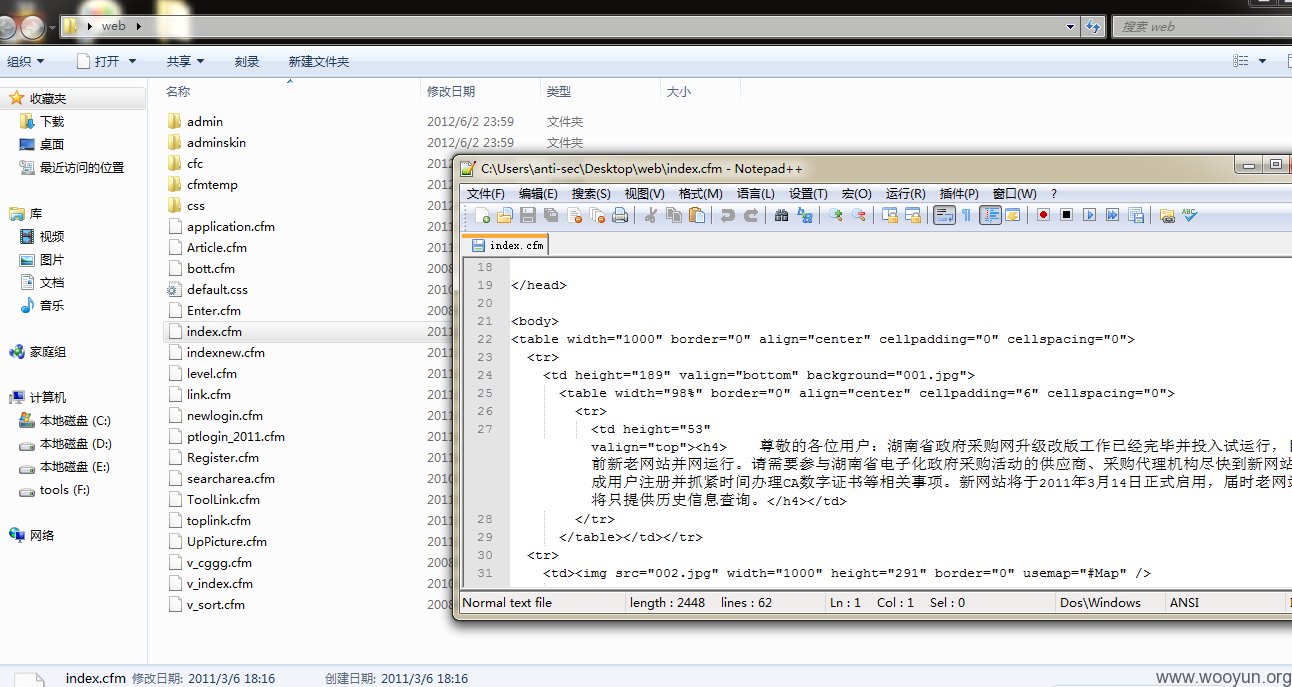 web
搜索 web
组织 打开 共享 刻录 新建文件夹
名称 修改日期 类型 大小
收藏夹
下载
桌面
最近访问的位置
库
视频
图片
文档
音乐
家庭组
计算机
本地磁盘 (C:)
本地磁盘 (D:)
本地磁盘 (E:)
tools (F:)
网络
admin 2012/6/2 23:59 文件夹
adminskin 2012/6/2 23:59 文件夹
cfc 2012
cfmtemp 2012
css 2012
application.cfm 2011
Article.cfm 2011
bott.cfm 2008
default.css 2010
Enter.cfm 2008
index.cfm 2011
indexnew.cfm 2011
level.cfm 2011
link.cfm 2011
newlogin.cfm 2011
ptlogin_2011.cfm 2011
Register.cfm 2011
searcharea.cfm 2011
ToolLink.cfm 2011
toplink.cfm 2011
UpPicture.cfm 2011
v_cggg.cfm 2008
v_index.cfm 2010
v_sort.cfm 2008
C:\Users\anti-sec\Desktop\web\index.cfm - Notepad++
文件(F) 编辑(E) 搜索(S) 视图(V) 格式(M) 语言(L) 设置(T) 宏(O) 运行(R) 插件(P) 窗口(W) ?
index.cfm
18
19 </head>
20
21 <body>
22 <table width="1000" border="0" align="center" cellpadding="0" cellspacing="0">
23 <tr>
24 <td height="189" valign="bottom" background="001.jpg">
25 <table width="98%" border="0" align="center" cellpadding="6" cellspacing="0">
26 <tr>
27 <td height="53"
valign="top"><h4> 尊敬的各位用户：湖南省政府采购网升级改版工作已经完毕并投入试运行，目
前新老网站并网运行。请需要参与湖南省电子化政府采购活动的供应商、采购代理机构尽快到新网站
成用户注册并抓紧时间办理CA数字证书等相关事项。新网站将于2011年3月14日正式启用，届时老网站
将只提供历史信息查询。</h4></td>
28 </tr>
29 </table></td></tr>
30 <tr>
31 <td><img src="002.jpg" width="1000" height="291" border="0" usemap="#Map" />
Normal text file length : 2448 lines : 62 Ln : 1 Col : 1 Sel : 0 Dos\Windows ANSI
index.cfm 修改日期: 2011/3/6 18:16 创建日期: 2011/3/6 18:16
www.wooyun.org